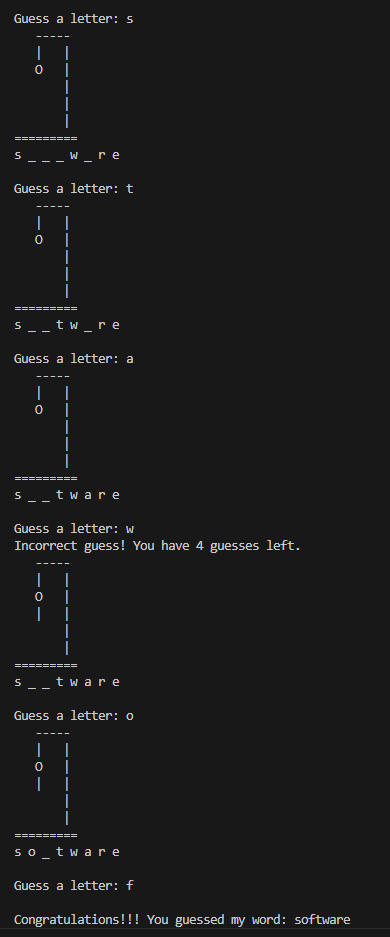 Guess a letter: s
   -----
   |   |
   O   |
       |
       |
       |
=========
s _ _ _ w _ r e

Guess a letter: t
   -----
   |   |
   O   |
       |
       |
       |
=========
s _ _ t w _ r e

Guess a letter: a
   -----
   |   |
   O   |
       |
       |
       |
=========
s _ _ t w a r e

Guess a letter: w
Incorrect guess! You have 4 guesses left.
   -----
   |   |
   O   |
   |   |
       |
       |
=========
s _ _ t w a r e

Guess a letter: o
   -----
   |   |
   O   |
   |   |
       |
       |
=========
s o _ t w a r e

Guess a letter: f

Congratulations!!! You guessed my word: software